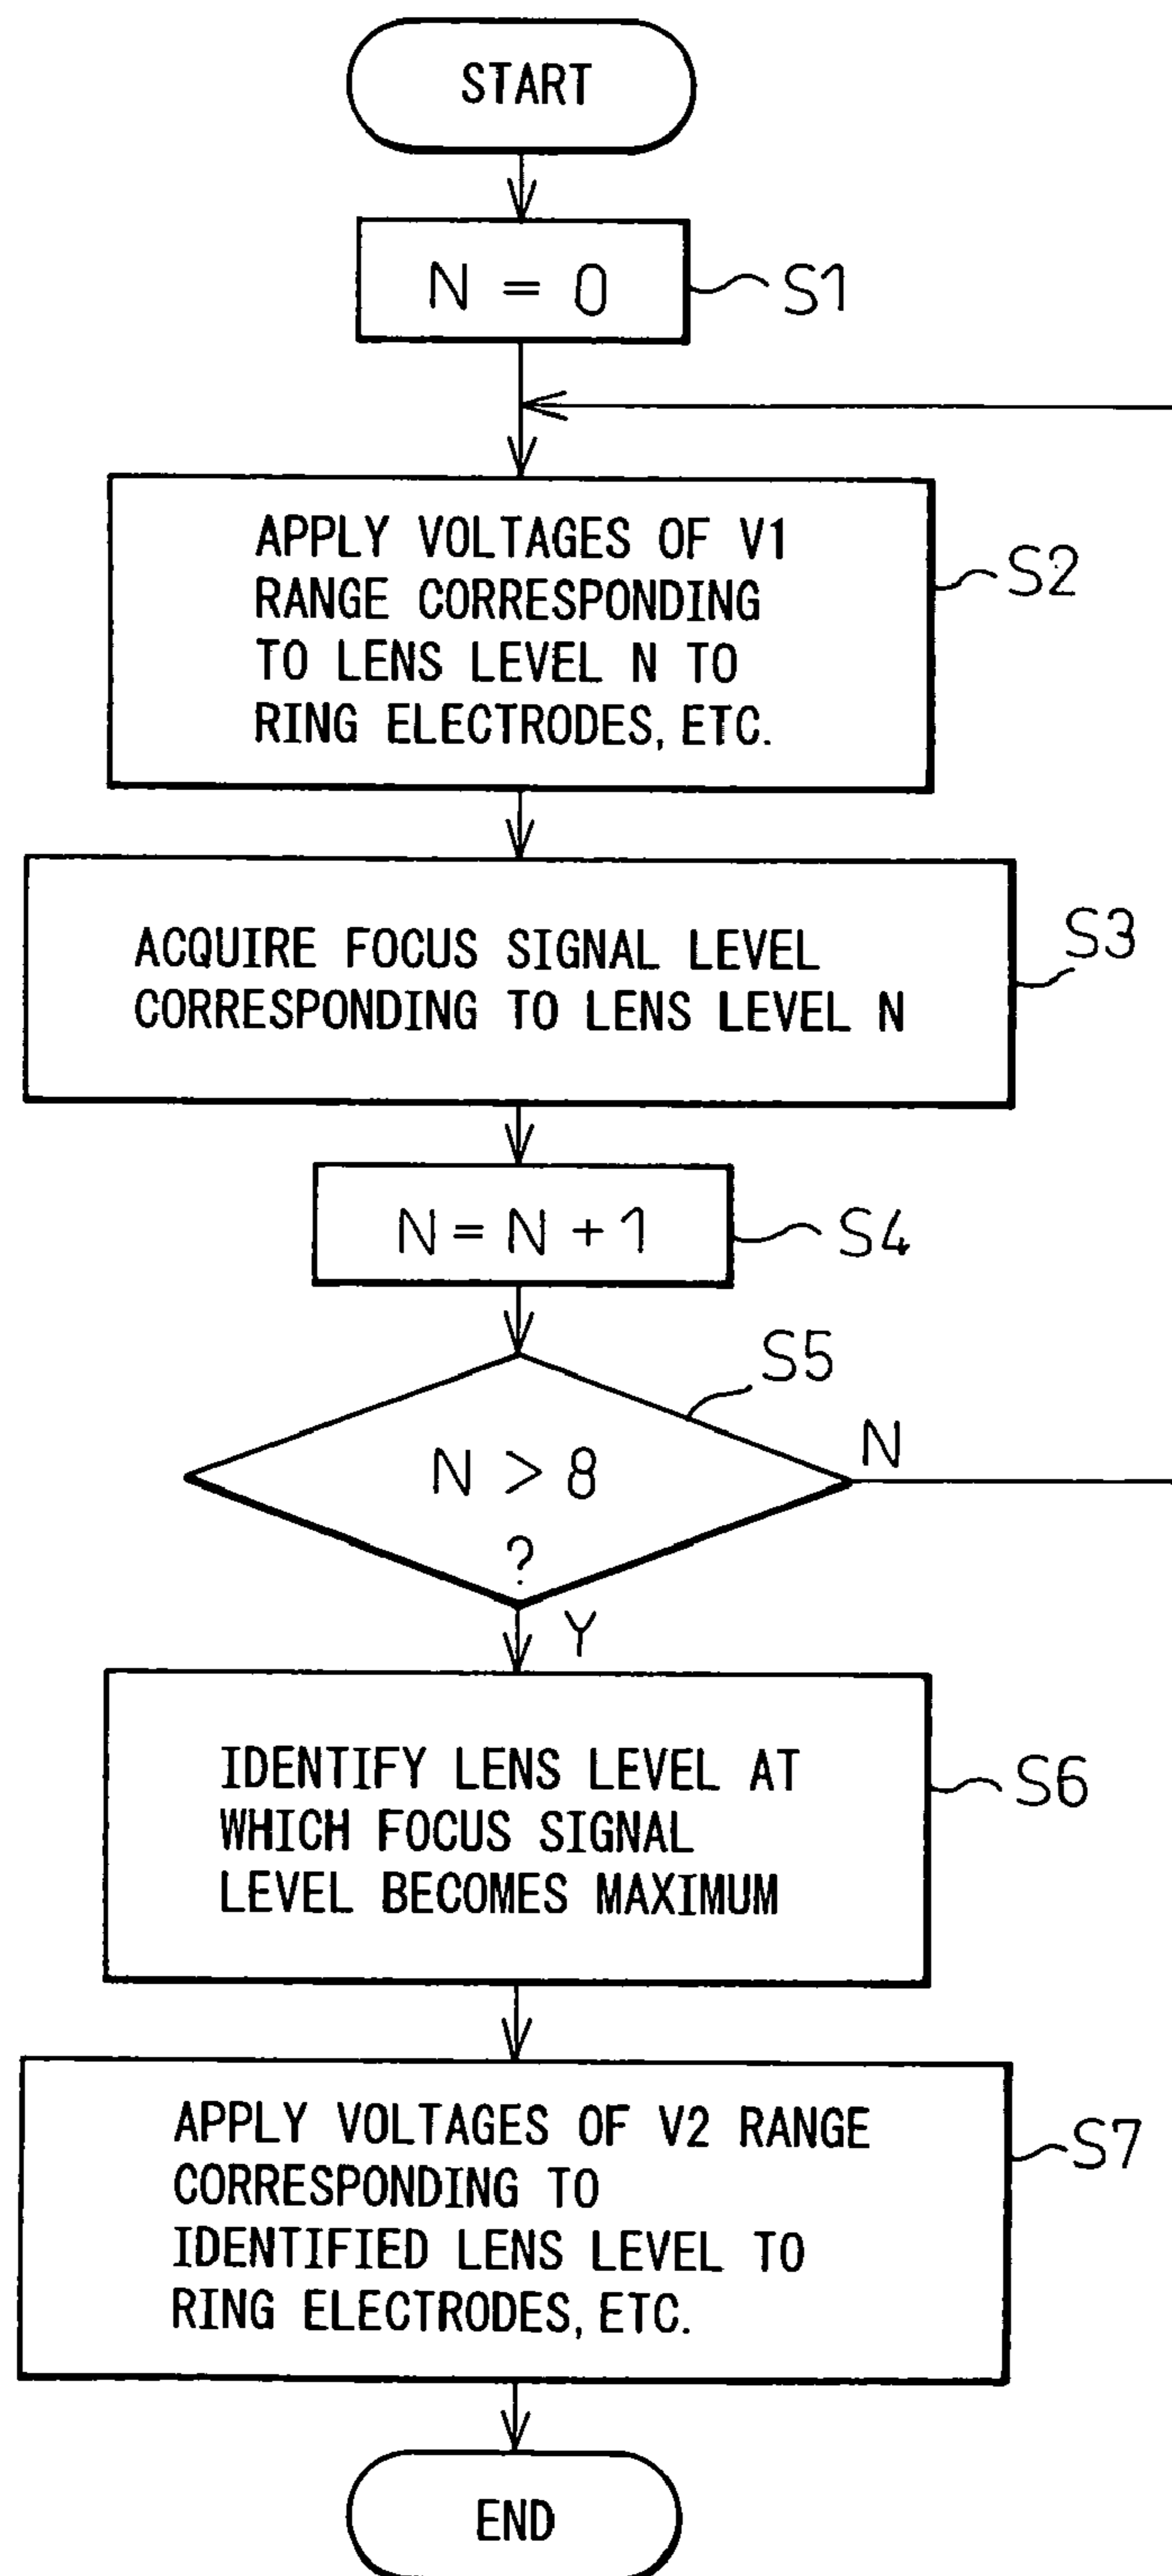 START
N = 0
S1
APPLY VOLTAGES OF V1
RANGE CORRESPONDING
TO LENS LEVEL N TO
RING ELECTRODES, ETC.
S2
ACQUIRE FOCUS SIGNAL LEVEL
CORRESPONDING TO LENS LEVEL N
S3
N = N + 1
S4
S5
N > 8
?
N
Y
IDENTIFY LENS LEVEL AT
WHICH FOCUS SIGNAL
LEVEL BECOMES MAXIMUM
S6
APPLY VOLTAGES OF V2 RANGE
CORRESPONDING TO
IDENTIFIED LENS LEVEL TO
RING ELECTRODES, ETC.
S7
END